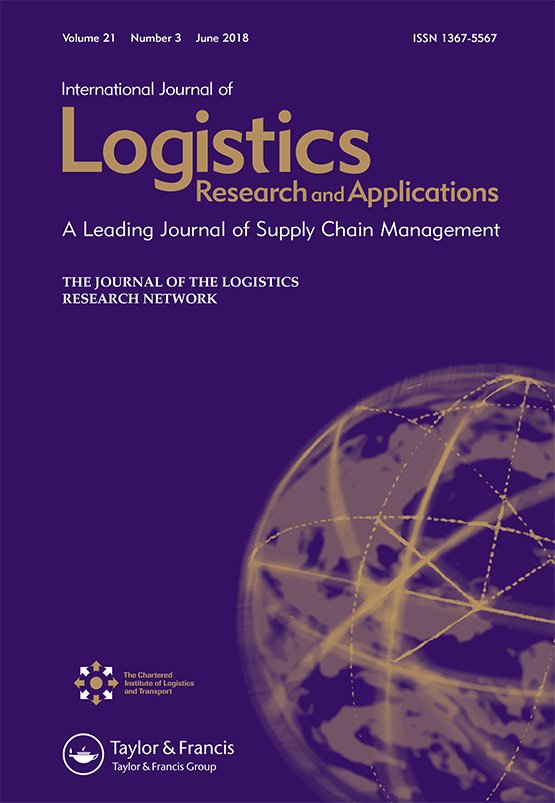 Volume 21 Number 3 June 2018 ISSN 1367-5567
International Journal of
Logistics
Research and Applications
A Leading Journal of Supply Chain Management
THE JOURNAL OF THE LOGISTICS
RESEARCH NETWORK
The Chartered
Institute of Logistics
and Transport
Taylor & Francis
Taylor & Francis Group